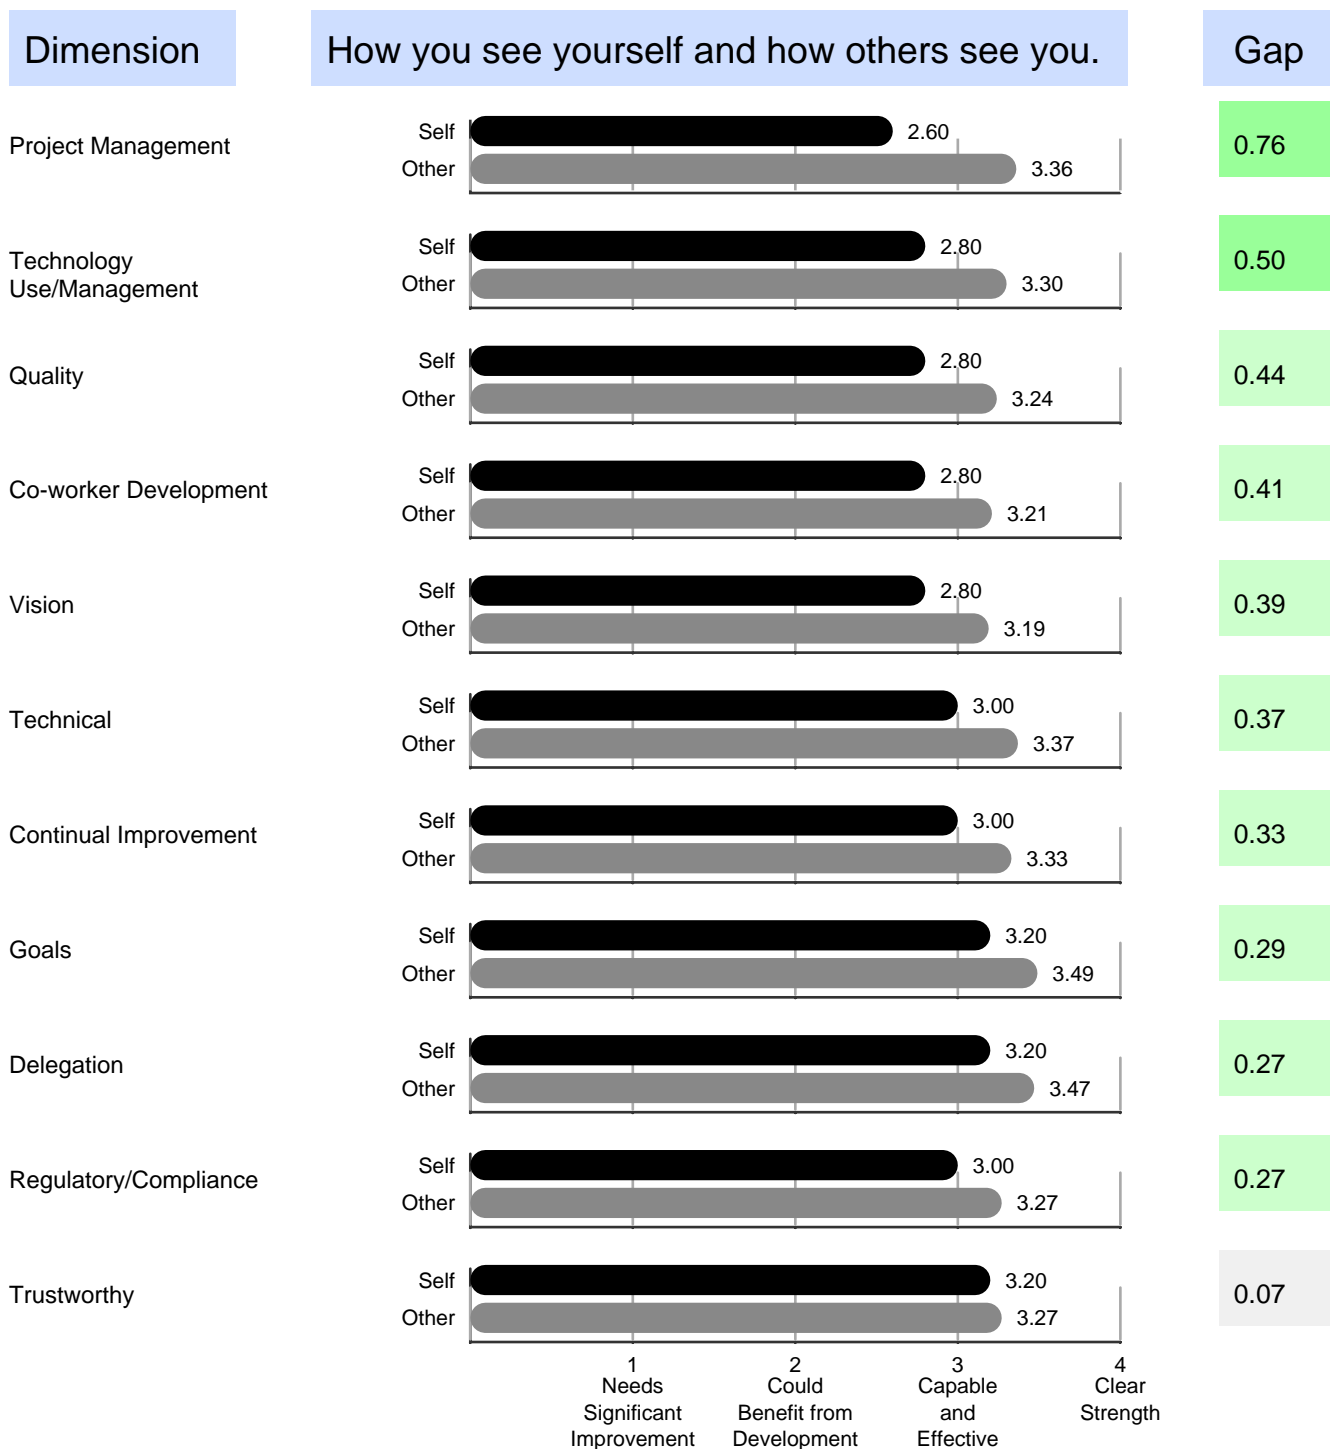 Dimension
How you see yourself and how others see you.
Gap
Project Management
Self
2.60
Other
3.36
0.76
Technology
Use/Management
Self
2.80
Other
3.30
0.50
Quality
Self
2.80
Other
3.24
0.44
Co-worker Development
Self
2.80
Other
3.21
0.41
Vision
Self
2.80
Other
3.19
0.39
Technical
Self
3.00
Other
3.37
0.37
Continual Improvement
Self
3.00
Other
3.33
0.33
Goals
Self
3.20
Other
3.49
0.29
Delegation
Self
3.20
Other
3.47
0.27
Regulatory/Compliance
Self
3.00
Other
3.27
0.27
Trustworthy
Self
3.20
Other
3.27
0.07
1
Needs
Significant
Improvement
2
Could
Benefit from
Development
3
Capable
and
Effective
4
Clear
Strength